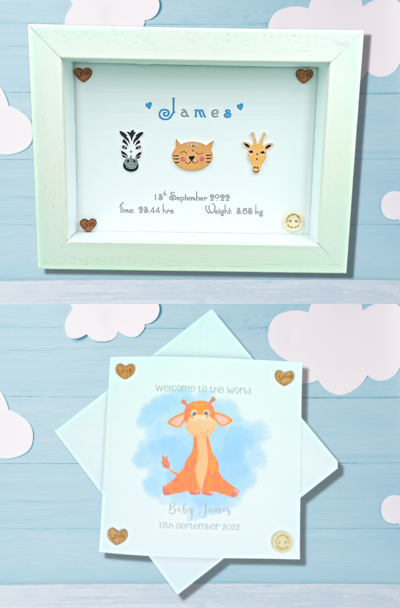 James
13th September 2022
Time: 23.44 hrs Weight: 3.65 kg
Welcome to the World
Baby James
13th September 2022